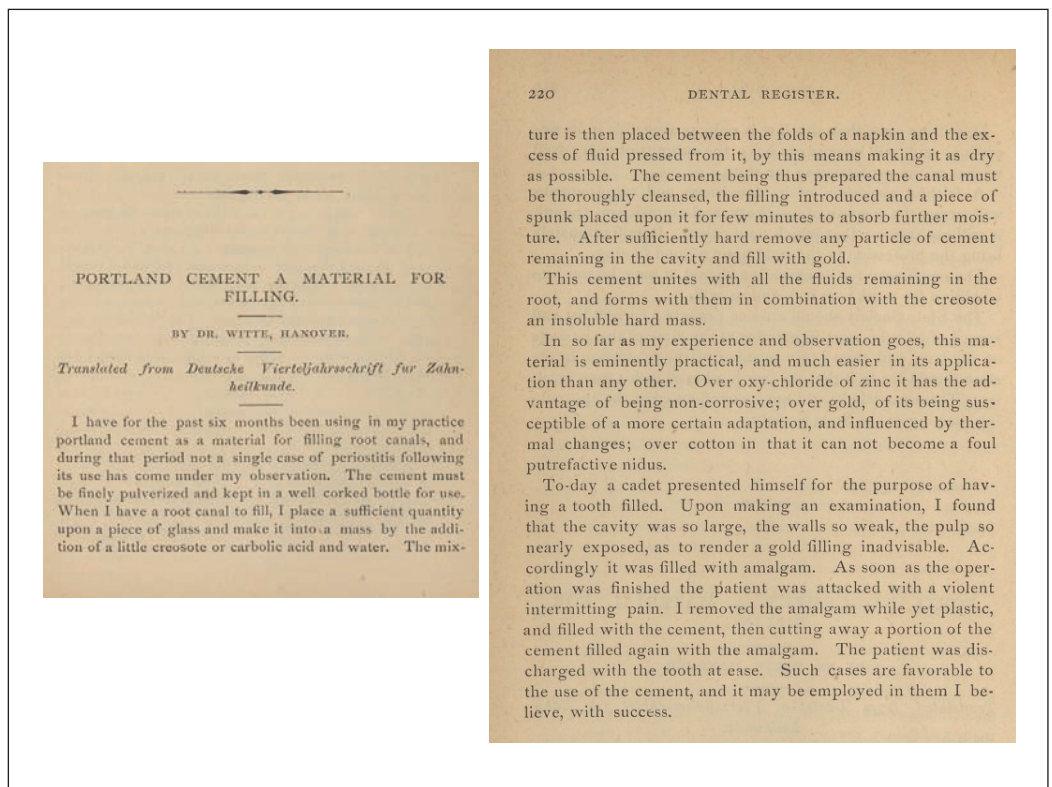 PORTLAND CEMENT A MATERIAL FOR
FILLING.
BY DR. WITTE, HANOVER.
Translated from Deutsche Vierteljahrsschrift fur Zahn-
heilkunde.
I have for the past six months been using in my practice
portland cement as a material for filling root canals, and
during that period not a single case of periostitis following
its use has come under my observation. The cement must
be finely pulverized and kept in a well corked bottle for use.
When I have a root canal to fill, I place a sufficient quantity
upon a piece of glass and make it into a mass by the addi-
tion of a little creosote or carbolic acid and water. The mix-
220 DENTAL REGISTER.
ture is then placed between the folds of a napkin and the ex-
cess of fluid pressed from it, by this means making it as dry
as possible. The cement being thus prepared the canal must
be thoroughly cleansed, the filling introduced and a piece of
spunk placed upon it for few minutes to absorb further mois-
ture. After sufficiently hard remove any particle of cement
remaining in the cavity and fill with gold.
This cement unites with all the fluids remaining in the
root, and forms with them in combination with the creosote
an insoluble hard mass.
In so far as my experience and observation goes, this ma-
terial is eminently practical, and much easier in its applica-
tion than any other. Over oxy-chloride of zinc it has the ad-
vantage of being non-corrosive; over gold, of its being sus-
ceptible of a more certain adaptation, and influenced by ther-
mal changes; over cotton in that it can not become a foul
putrefactive nidus.
To-day a cadet presented himself for the purpose of hav-
ing a tooth filled. Upon making an examination, I found
that the cavity was so large, the walls so weak, the pulp so
nearly exposed, as to render a gold filling inadvisable. Ac-
cordingly it was filled with amalgam. As soon as the oper-
ation was finished the patient was attacked with a violent
intermitting pain. I removed the amalgam while yet plastic,
and filled with the cement, then cutting away a portion of the
cement filled again with the amalgam. The patient was dis-
charged with the tooth at ease. Such cases are favorable to
the use of the cement, and it may be employed in them I be-
lieve, with success.